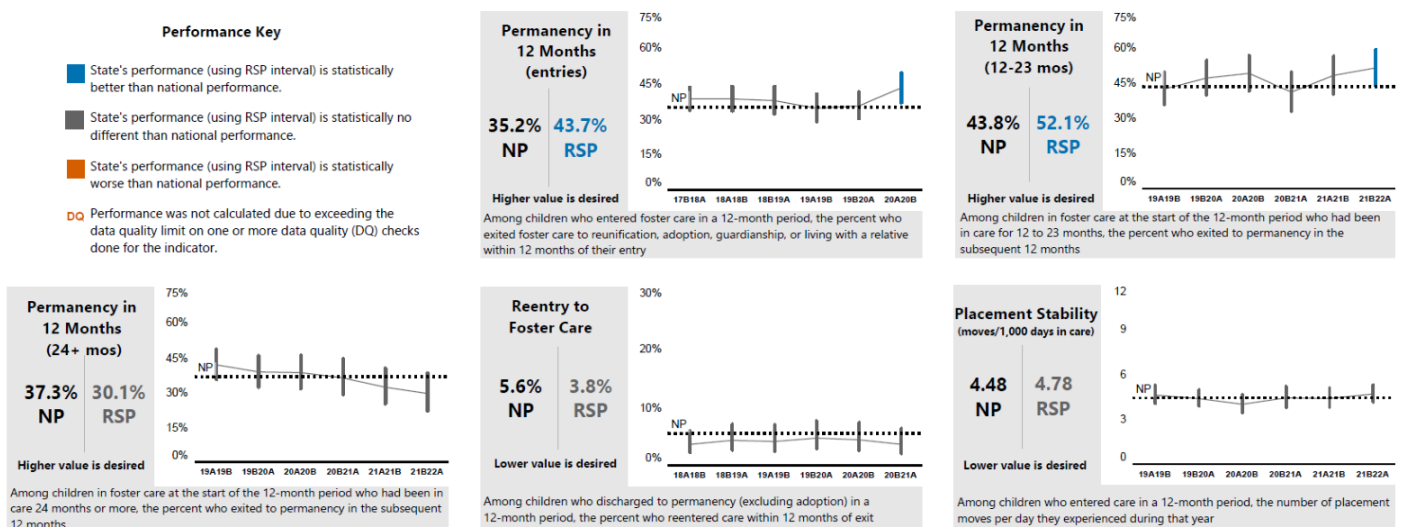 Performance Key
State's performance (using RSP interval) is statistically
better than national performance.
State's performance (using RSP interval) is statistically no
different than national performance.
State's performance (using RSP interval) is statistically
worse than national performance.
DQ Performance was not calculated due to exceeding the
data quality limit on one or more data quality (DQ) checks
done for the indicator.
Permanency in
12 Months
(entries)
35.2% 43.7%
NP RSP
Higher value is desired
75%
60%
45%
NP
30%
15%
0%
17B18A 18A18B 18B19A 19A19B 19B20A 20A20B
Among children who entered foster care in a 12-month period, the percent who
exited foster care to reunification, adoption, guardianship, or living with a relative
within 12 months of their entry
Permanency in
12 Months
(12-23 mos)
43.8% 52.1%
NP RSP
Higher value is desired
75%
60%
NP
45%
30%
15%
0%
19A19B 19B20A 20A20B 20B21A 21A21B 21B22A
Among children in foster care at the start of the 12-month period who had been
in care for 12 to 23 months, the percent who exited to permanency in the
subsequent 12 months
Permanency in
12 Months
(24+ mos)
37.3% 30.1%
NP RSP
Higher value is desired
75%
60%
45%
NP
30%
15%
0%
19A19B 19B20A 20A20B 20B21A 21A21B 21B22A
Among children in foster care at the start of the 12-month period who had been in
care 24 months or more, the percent who exited to permanency in the subsequent
12 months
Reentry to
Foster Care
5.6% 3.8%
NP RSP
Lower value is desired
30%
20%
10%
NP
0%
18A18B 18B19A 19A19B 19B20A 20A20B 20B21A
Among children who discharged to permanency (excluding adoption) in a
12-month period, the percent who reentered care within 12 months of exit
Placement Stability
(moves/1,000 days in care)
4.48 4.78
NP RSP
Lower value is desired
12
9
6
NP
3
0
19A19B 19B20A 20A20B 20B21A 21A21B 21B22A
Among children who entered care in a 12-month period, the number of placement
moves per day they experienced during that year